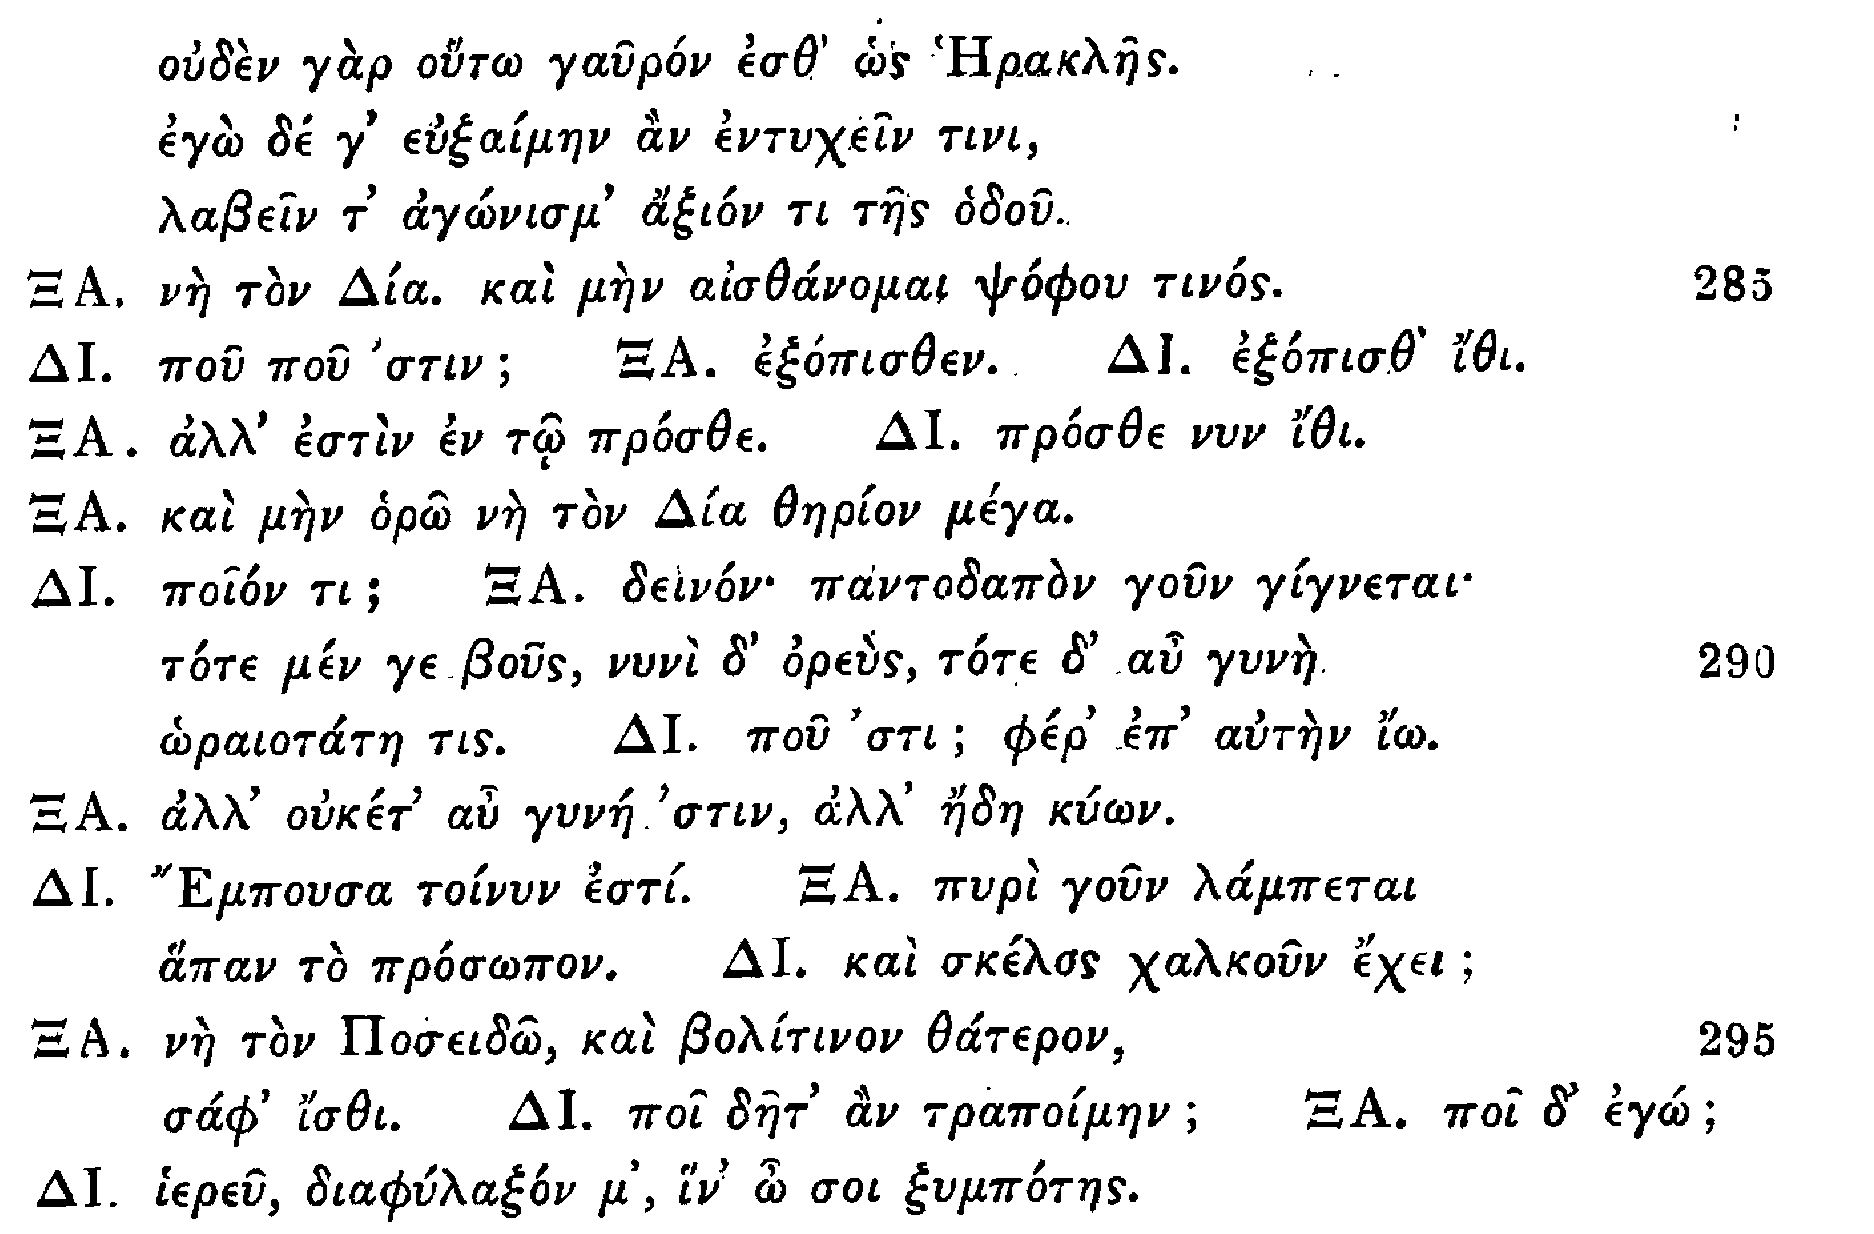 οὐδὲν γὰρ οὕτω γαῦρόν ἐσθ' ὡς Ἡρακλῆς.
ἐγὼ δέ γ' εὐξαίμην ἂν ἐντυχεῖν τινι,
λαβεῖν τ' ἀγώνισμ' ἄξιόν τι τῆς ὁδοῦ.
ΞΑ. νὴ τὸν Δία. καὶ μὴν αἰσθάνομαι ψόφου τινός. 285
ΔΙ. ποῦ ποῦ 'στιν; ΞΑ. ἐξόπισθεν. ΔΙ. ἐξόπισθ' ἴθι.
ΞΑ. ἀλλ' ἐστὶν ἐν τῷ πρόσθε. ΔΙ. πρόσθε νυν ἴθι.
ΞΑ. καὶ μὴν ὁρῶ νὴ τὸν Δία θηρίον μέγα.
ΔΙ. ποῖόν τι; ΞΑ. δεινόν· παντοδαπὸν γοῦν γίγνεται·
τότε μέν γε βοῦς, νυνὶ δ' ὀρεὺς, τότε δ' αὖ γυνὴ 290
ὡραιοτάτη τις. ΔΙ. ποῦ 'στι; φέρ' ἐπ' αὐτὴν ἴω.
ΞΑ. ἀλλ' οὐκέτ' αὖ γυνή 'στιν, ἀλλ' ἤδη κύων.
ΔΙ. Ἔμπουσα τοίνυν ἐστί. ΞΑ. πυρὶ γοῦν λάμπεται
ἅπαν τὸ πρόσωπον. ΔΙ. καὶ σκέλος χαλκοῦν ἔχει;
ΞΑ. νὴ τὸν Ποσειδῶ, καὶ βολίτινον θάτερον, 295
σάφ' ἴσθι. ΔΙ. ποῖ δῆτ' ἂν τραποίμην; ΞΑ. ποῖ δ' ἐγώ;
ΔΙ. ἱερεῦ, διαφύλαξόν μ', ἵν' ὦ σοι ξυμπότης.